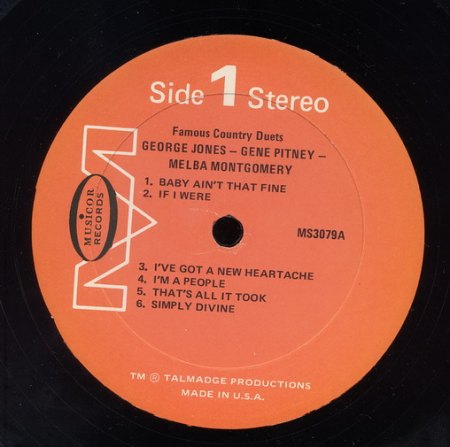 Side 1 Stereo
Famous Country Duets
GEORGE JONES – GENE PITNEY –
MELBA MONTGOMERY
1. BABY AIN'T THAT FINE
2. IF I WERE
MUSICOR
RECORDS
MS3079A
3. I'VE GOT A NEW HEARTACHE
4. I'M A PEOPLE
5. THAT'S ALL IT TOOK
6. SIMPLY DIVINE
TM ® TALMADGE PRODUCTIONS
MADE IN U.S.A.